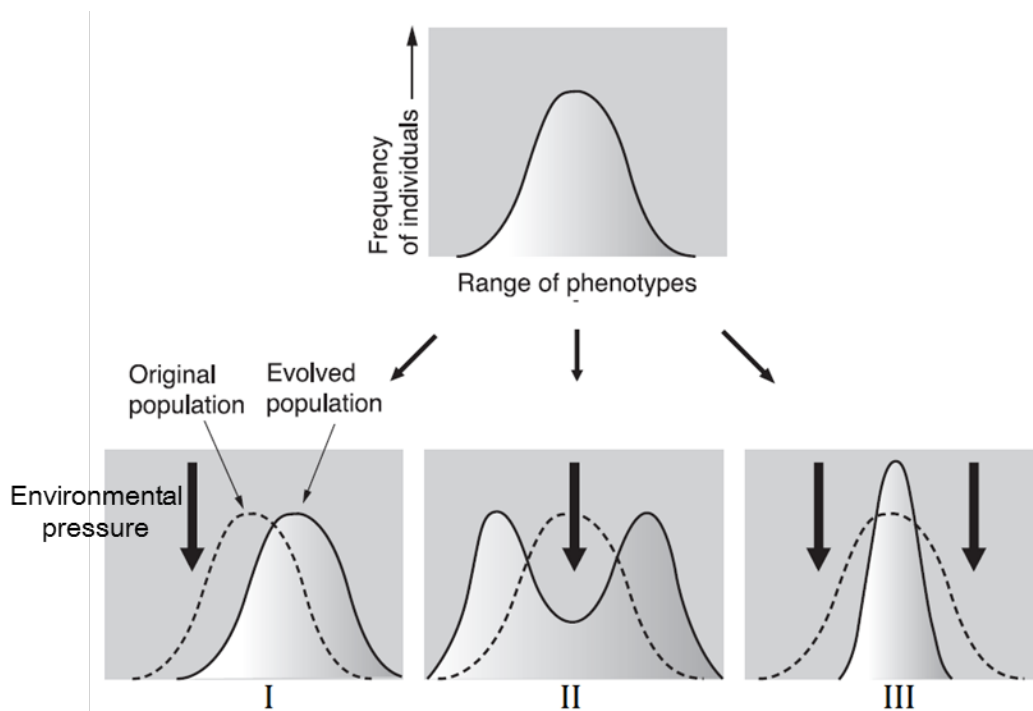 Frequency
of individuals
Range of phenotypes
Original
population
Evolved
population
Environmental
pressure
I
II
III